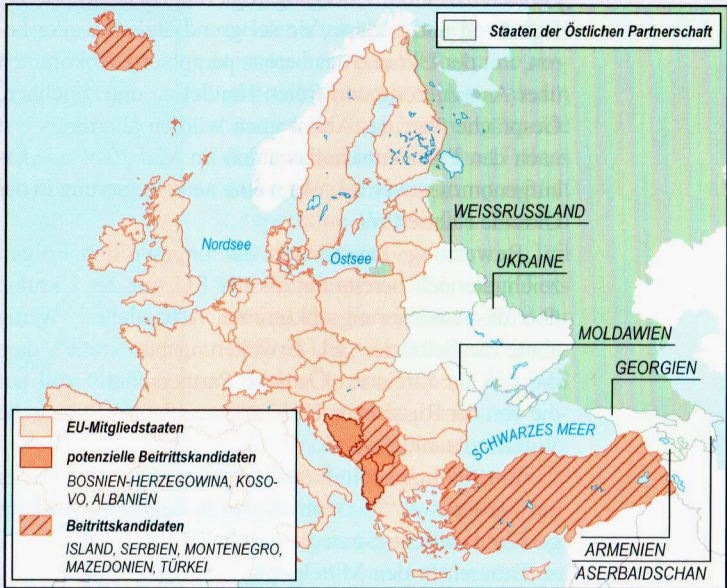 Staaten der Östlichen Partnerschaft
WEISSRUSSLAND
Nordsee
Ostsee
UKRAINE
MOLDAWIEN
GEORGIEN
SCHWARZES MEER
EU-Mitgliedstaaten
potenzielle Beitrittskandidaten
BOSNIEN-HERZEGOWINA, KOSO-
VO, ALBANIEN
Beitrittskandidaten
ISLAND, SERBIEN, MONTENEGRO,
MAZEDONIEN, TÜRKEI
ARMENIEN
ASERBAIDSCHAN